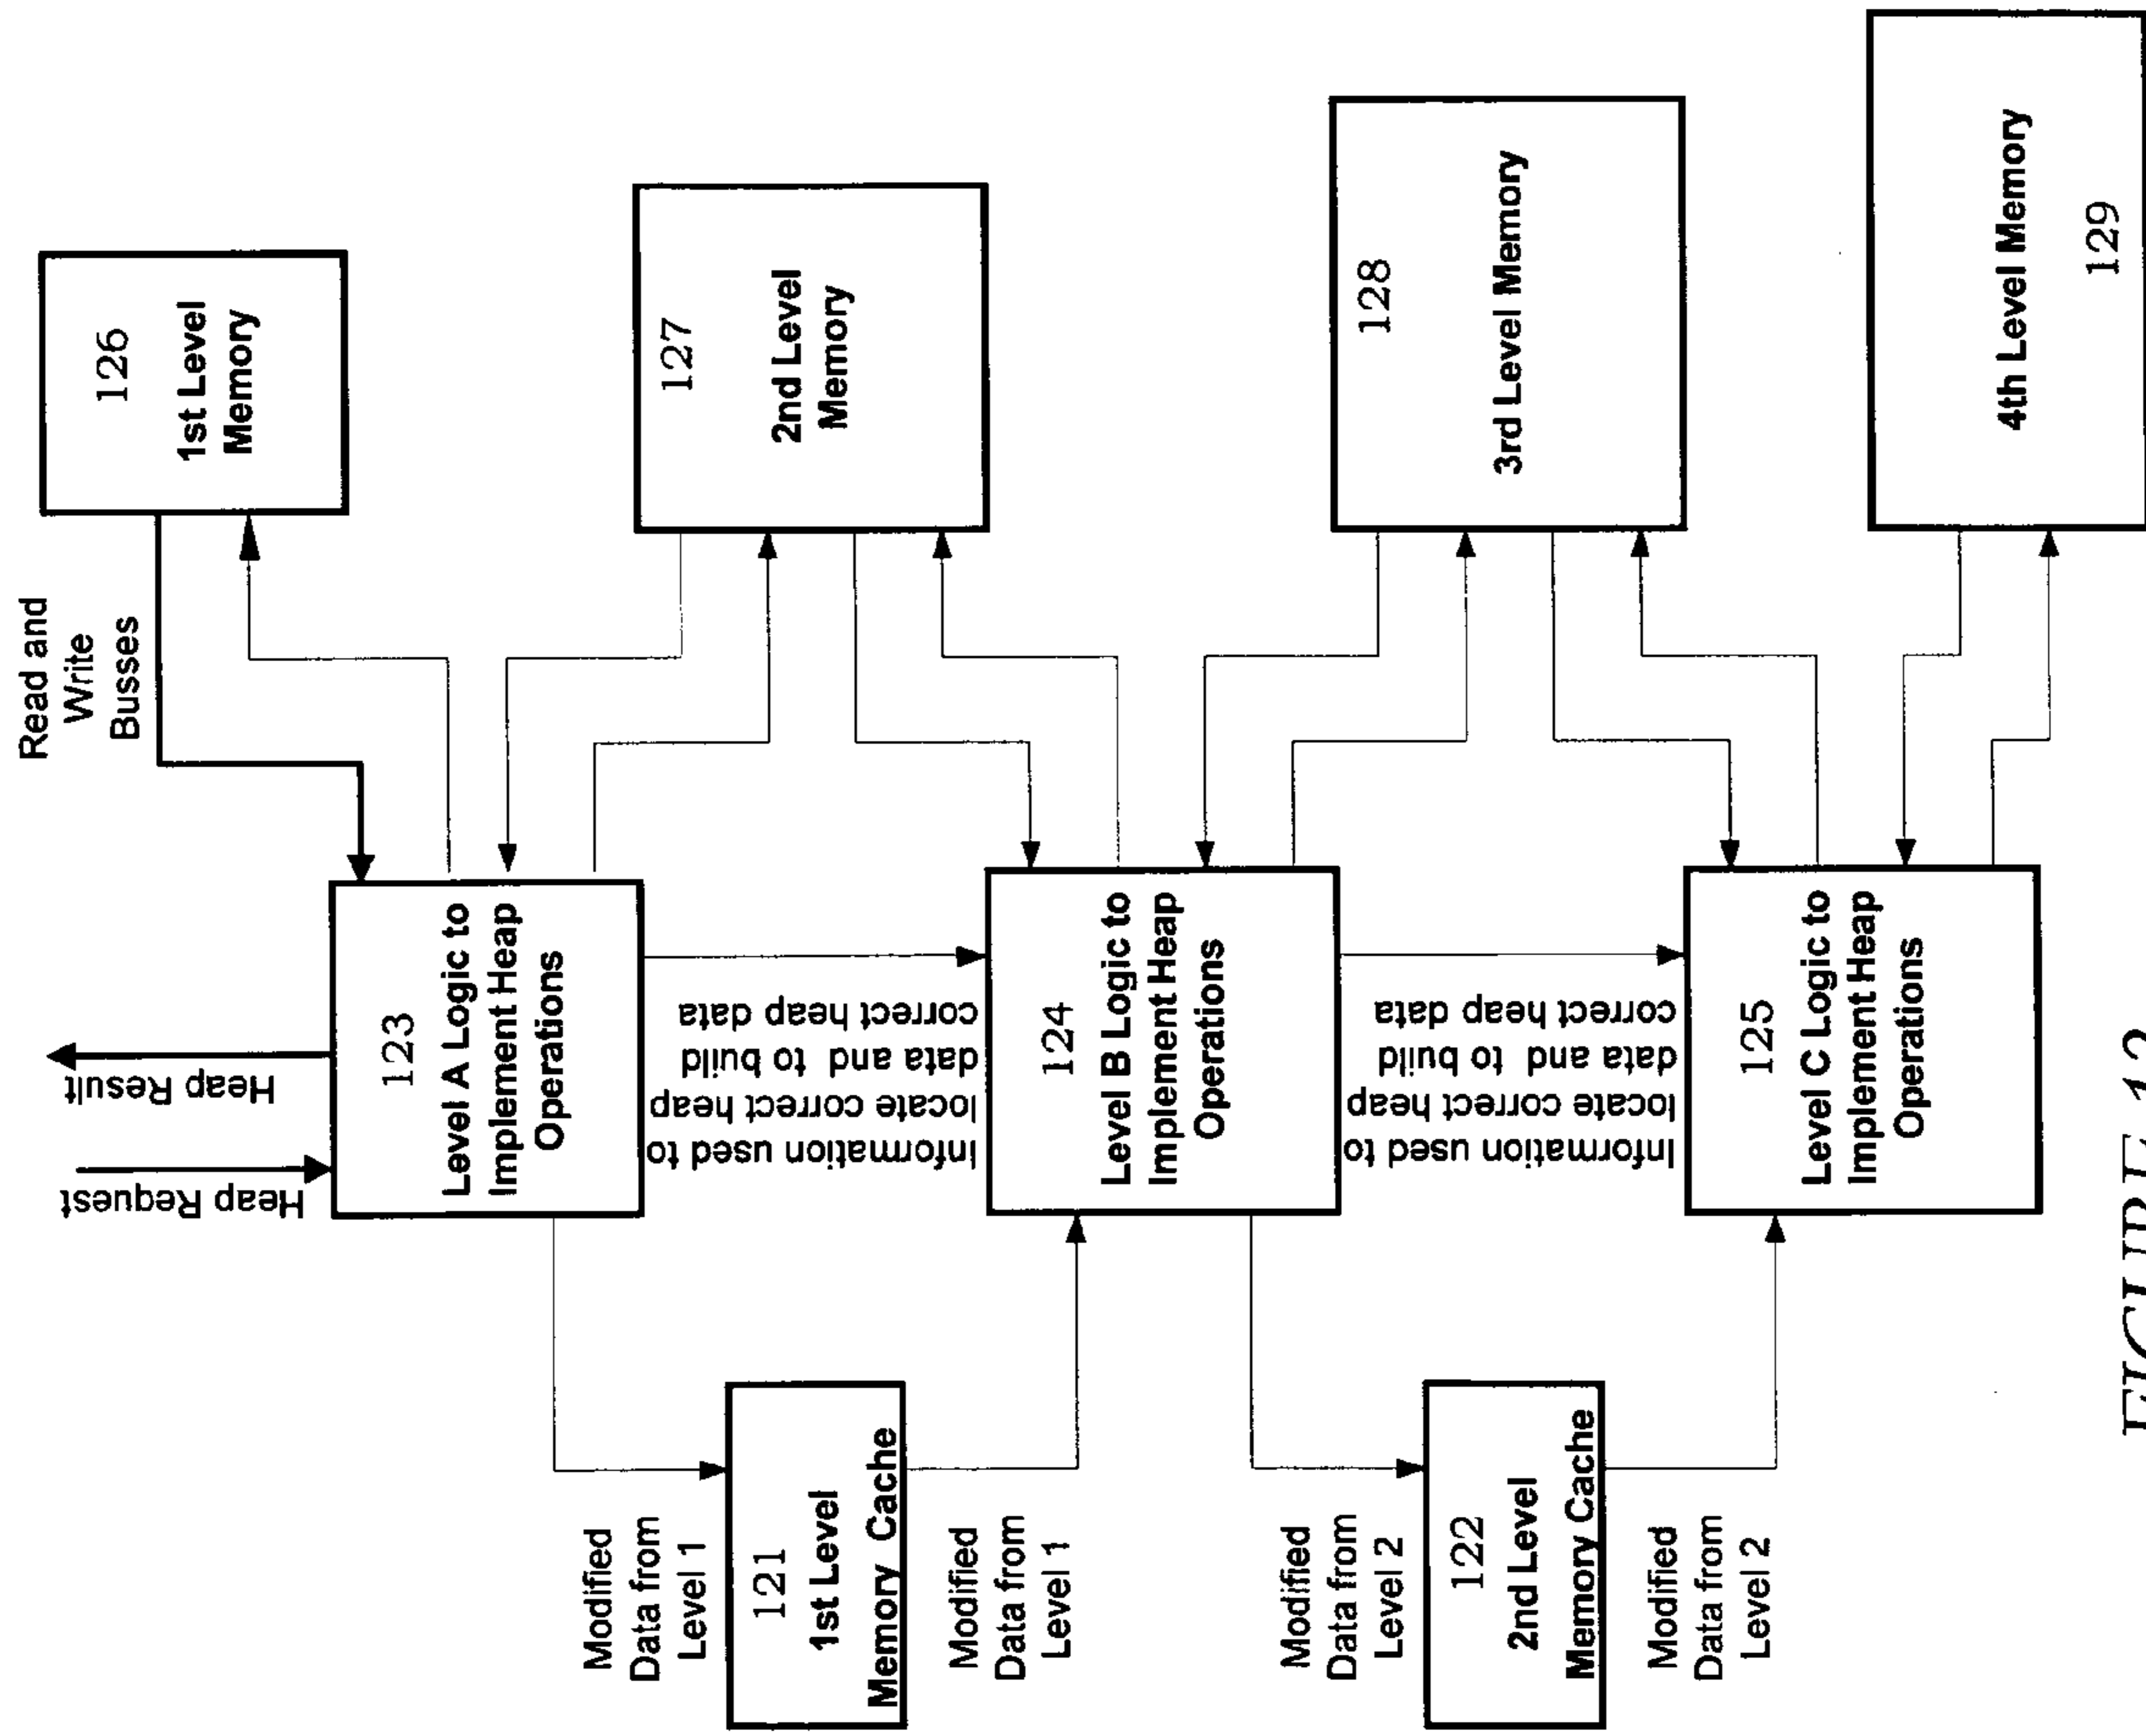 Read and
Write
Busses
126
1st Level
Memory
Heap Result
Heap Request
123
Level A Logic to
Implement Heap
Operations
127
2nd Level
Memory
Information used to
locate correct heap
data and to build
correct heap data
Modified
Data from
Level 1
121
1st Level
Memory Cache
Modified
Data from
Level 1
124
Level B Logic to
Implement Heap
Operations
128
3rd Level Memory
Information used to
locate correct heap
data and to build
correct heap data
Modified
Data from
Level 2
122
2nd Level
Memory Cache
Modified
Data from
Level 2
125
Level C Logic to
Implement Heap
Operations
4th Level Memory
129
FIGURE 12